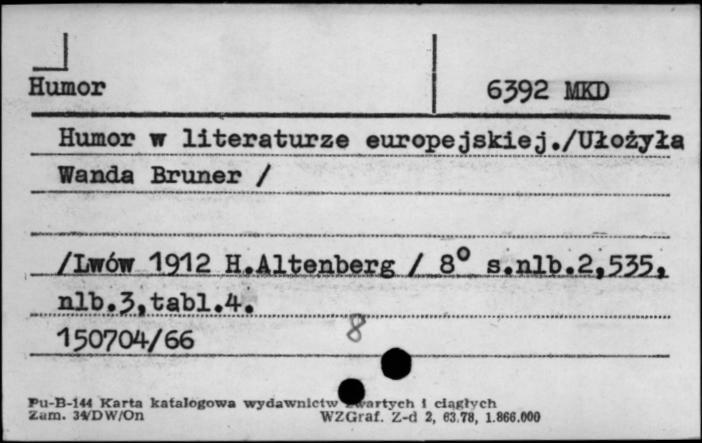 Humor 6392 MKD
Humor w literaturze europejskiej./Ułożyła
Wanda Bruner /
/Lwów 1912 H.Altenberg / 8° s.nlb.2,535,
nlb.3,tabl.4.
150704/66 8
Pu-B-144 Karta katalogowa wydawnictw zwartych i ciągłych
Zam. 34/DW/On WZGraf. Z-d 2, 63.78, 1.866.000